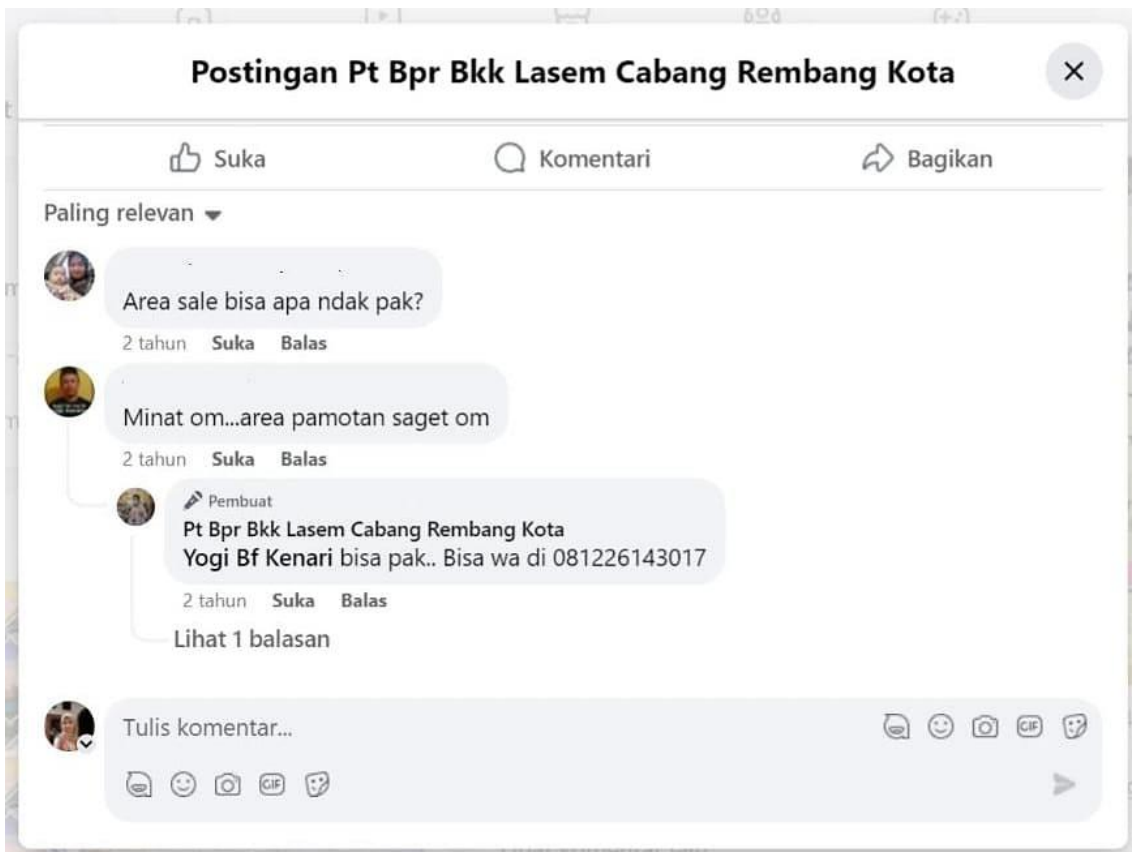 Postingan Pt Bpr Bkk Lasem Cabang Rembang Kota
Suka Komentari Bagikan
Paling relevan
Area sale bisa apa ndak pak?
2 tahun Suka Balas
Minat om...area pamotan saget om
2 tahun Suka Balas
Pembuat
Pt Bpr Bkk Lasem Cabang Rembang Kota
Yogi Bf Kenari bisa pak.. Bisa wa di 081226143017
2 tahun Suka Balas
Lihat 1 balasan
Tulis komentar...
GIF
GIF